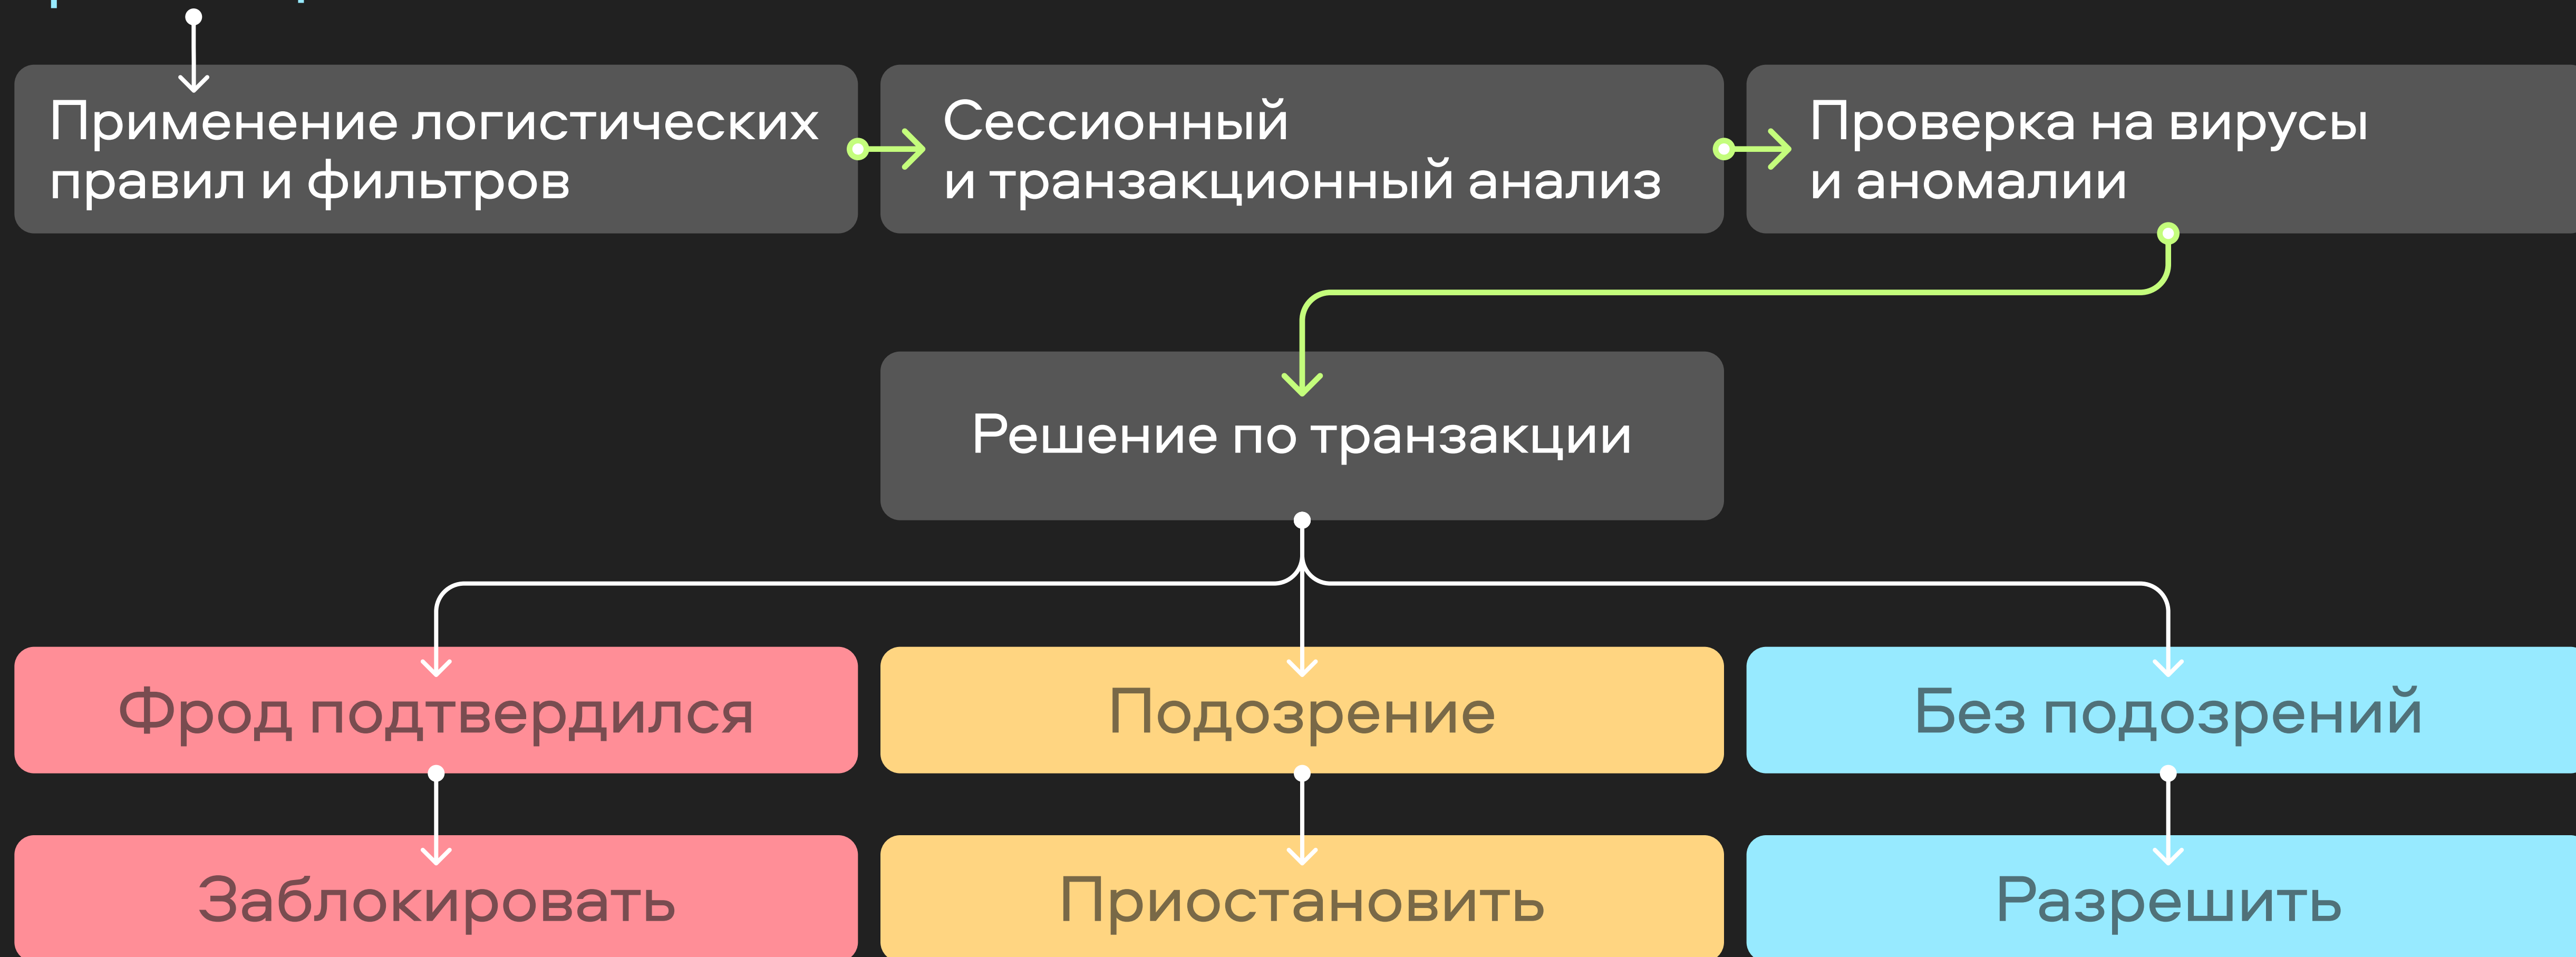 Применение логистических
правил и фильтров
Сессионный
и транзакционный анализ
Проверка на вирусы
и аномалии
Решение по транзакции
Фрод подтвердился
Подозрение
Без подозрений
Заблокировать
Приостановить
Разрешить